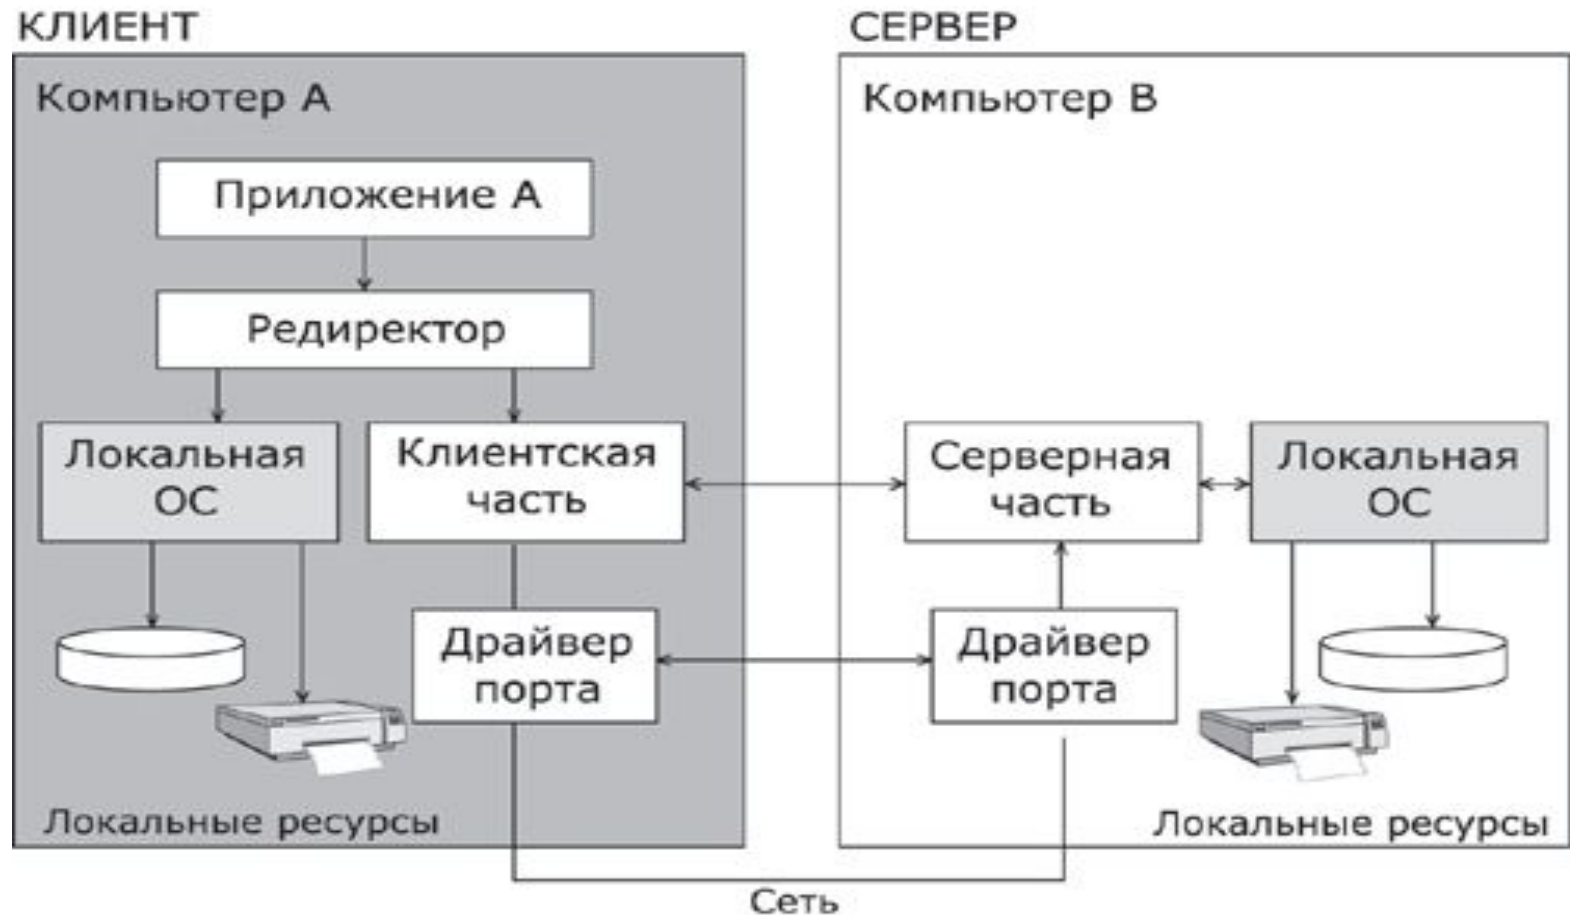 КЛИЕНТ
Компьютер А
Приложение А
Редиректор
Локальная
ОС
Клиентская
часть
Драйвер
порта
Локальные ресурсы
СЕРВЕР
Компьютер В
Серверная
часть
Локальная
ОС
Драйвер
порта
Локальные ресурсы
Сеть